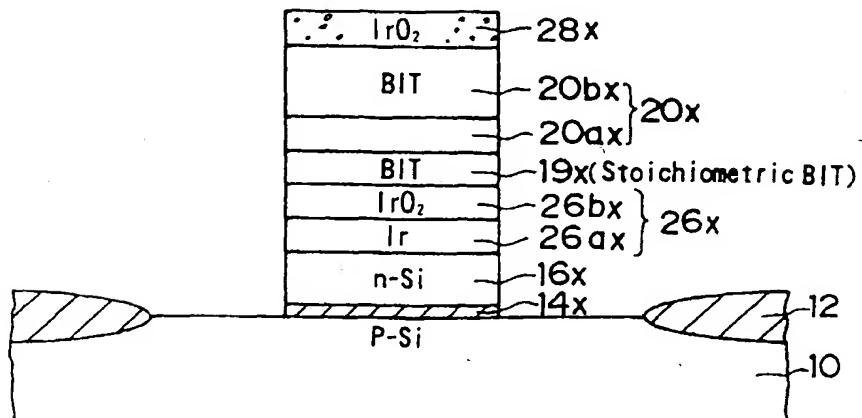 IrO₂ 28x
BIT 20bx
20x
20ax
BIT 19x (Stoichiometric BIT)
IrO₂ 26bx
26x
Ir 26ax
n-Si 16x
14x
12
P-Si
10